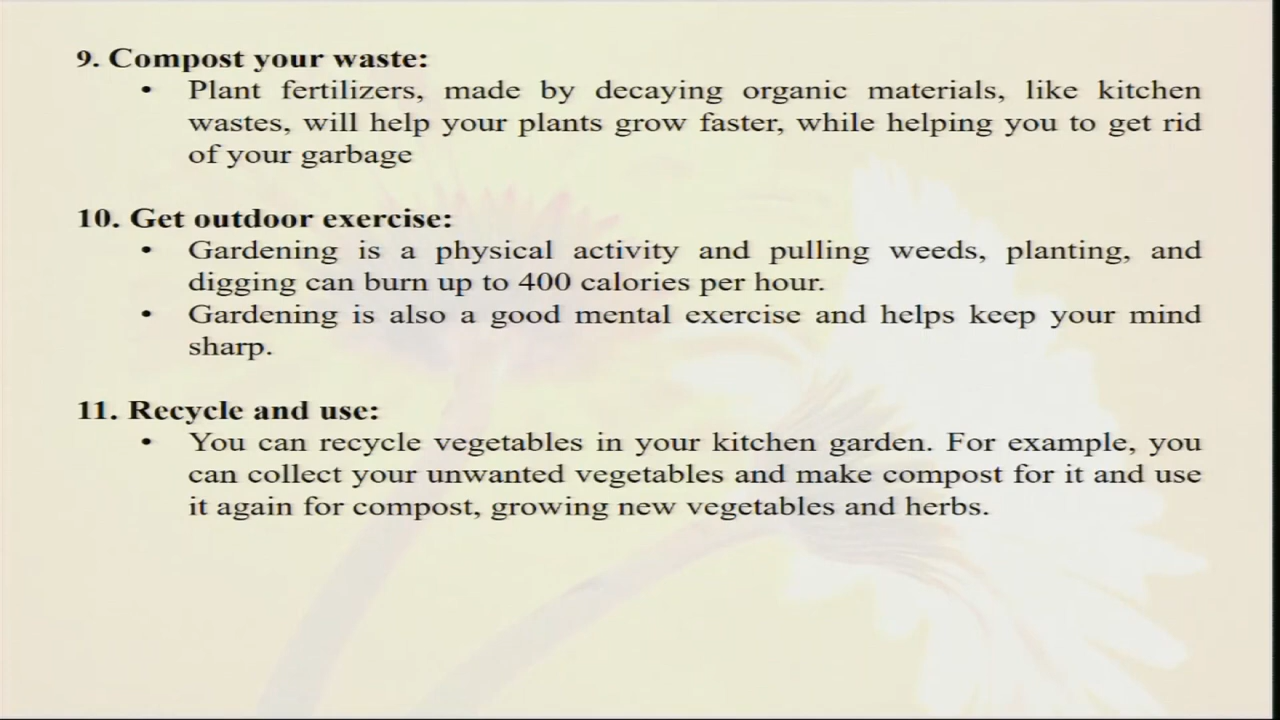 9. Compost your waste:
• Plant fertilizers, made by decaying organic materials, like kitchen
wastes, will help your plants grow faster, while helping you to get rid
of your garbage
10. Get outdoor exercise:
• Gardening is a physical activity and pulling weeds, planting, and
digging can burn up to 400 calories per hour.
• Gardening is also a good mental exercise and helps keep your mind
sharp.
11. Recycle and use:
• You can recycle vegetables in your kitchen garden. For example, you
can collect your unwanted vegetables and make compost for it and use
it again for compost, growing new vegetables and herbs.